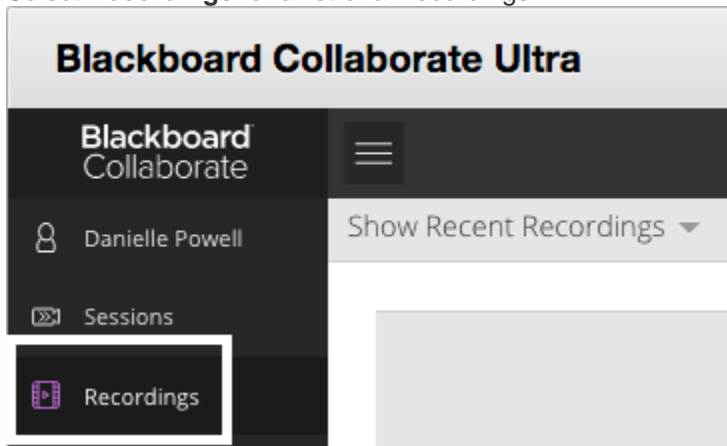 Blackboard Collaborate Ultra
Blackboard
Collaborate
Danielle Powell
Show Recent Recordings
Sessions
Recordings